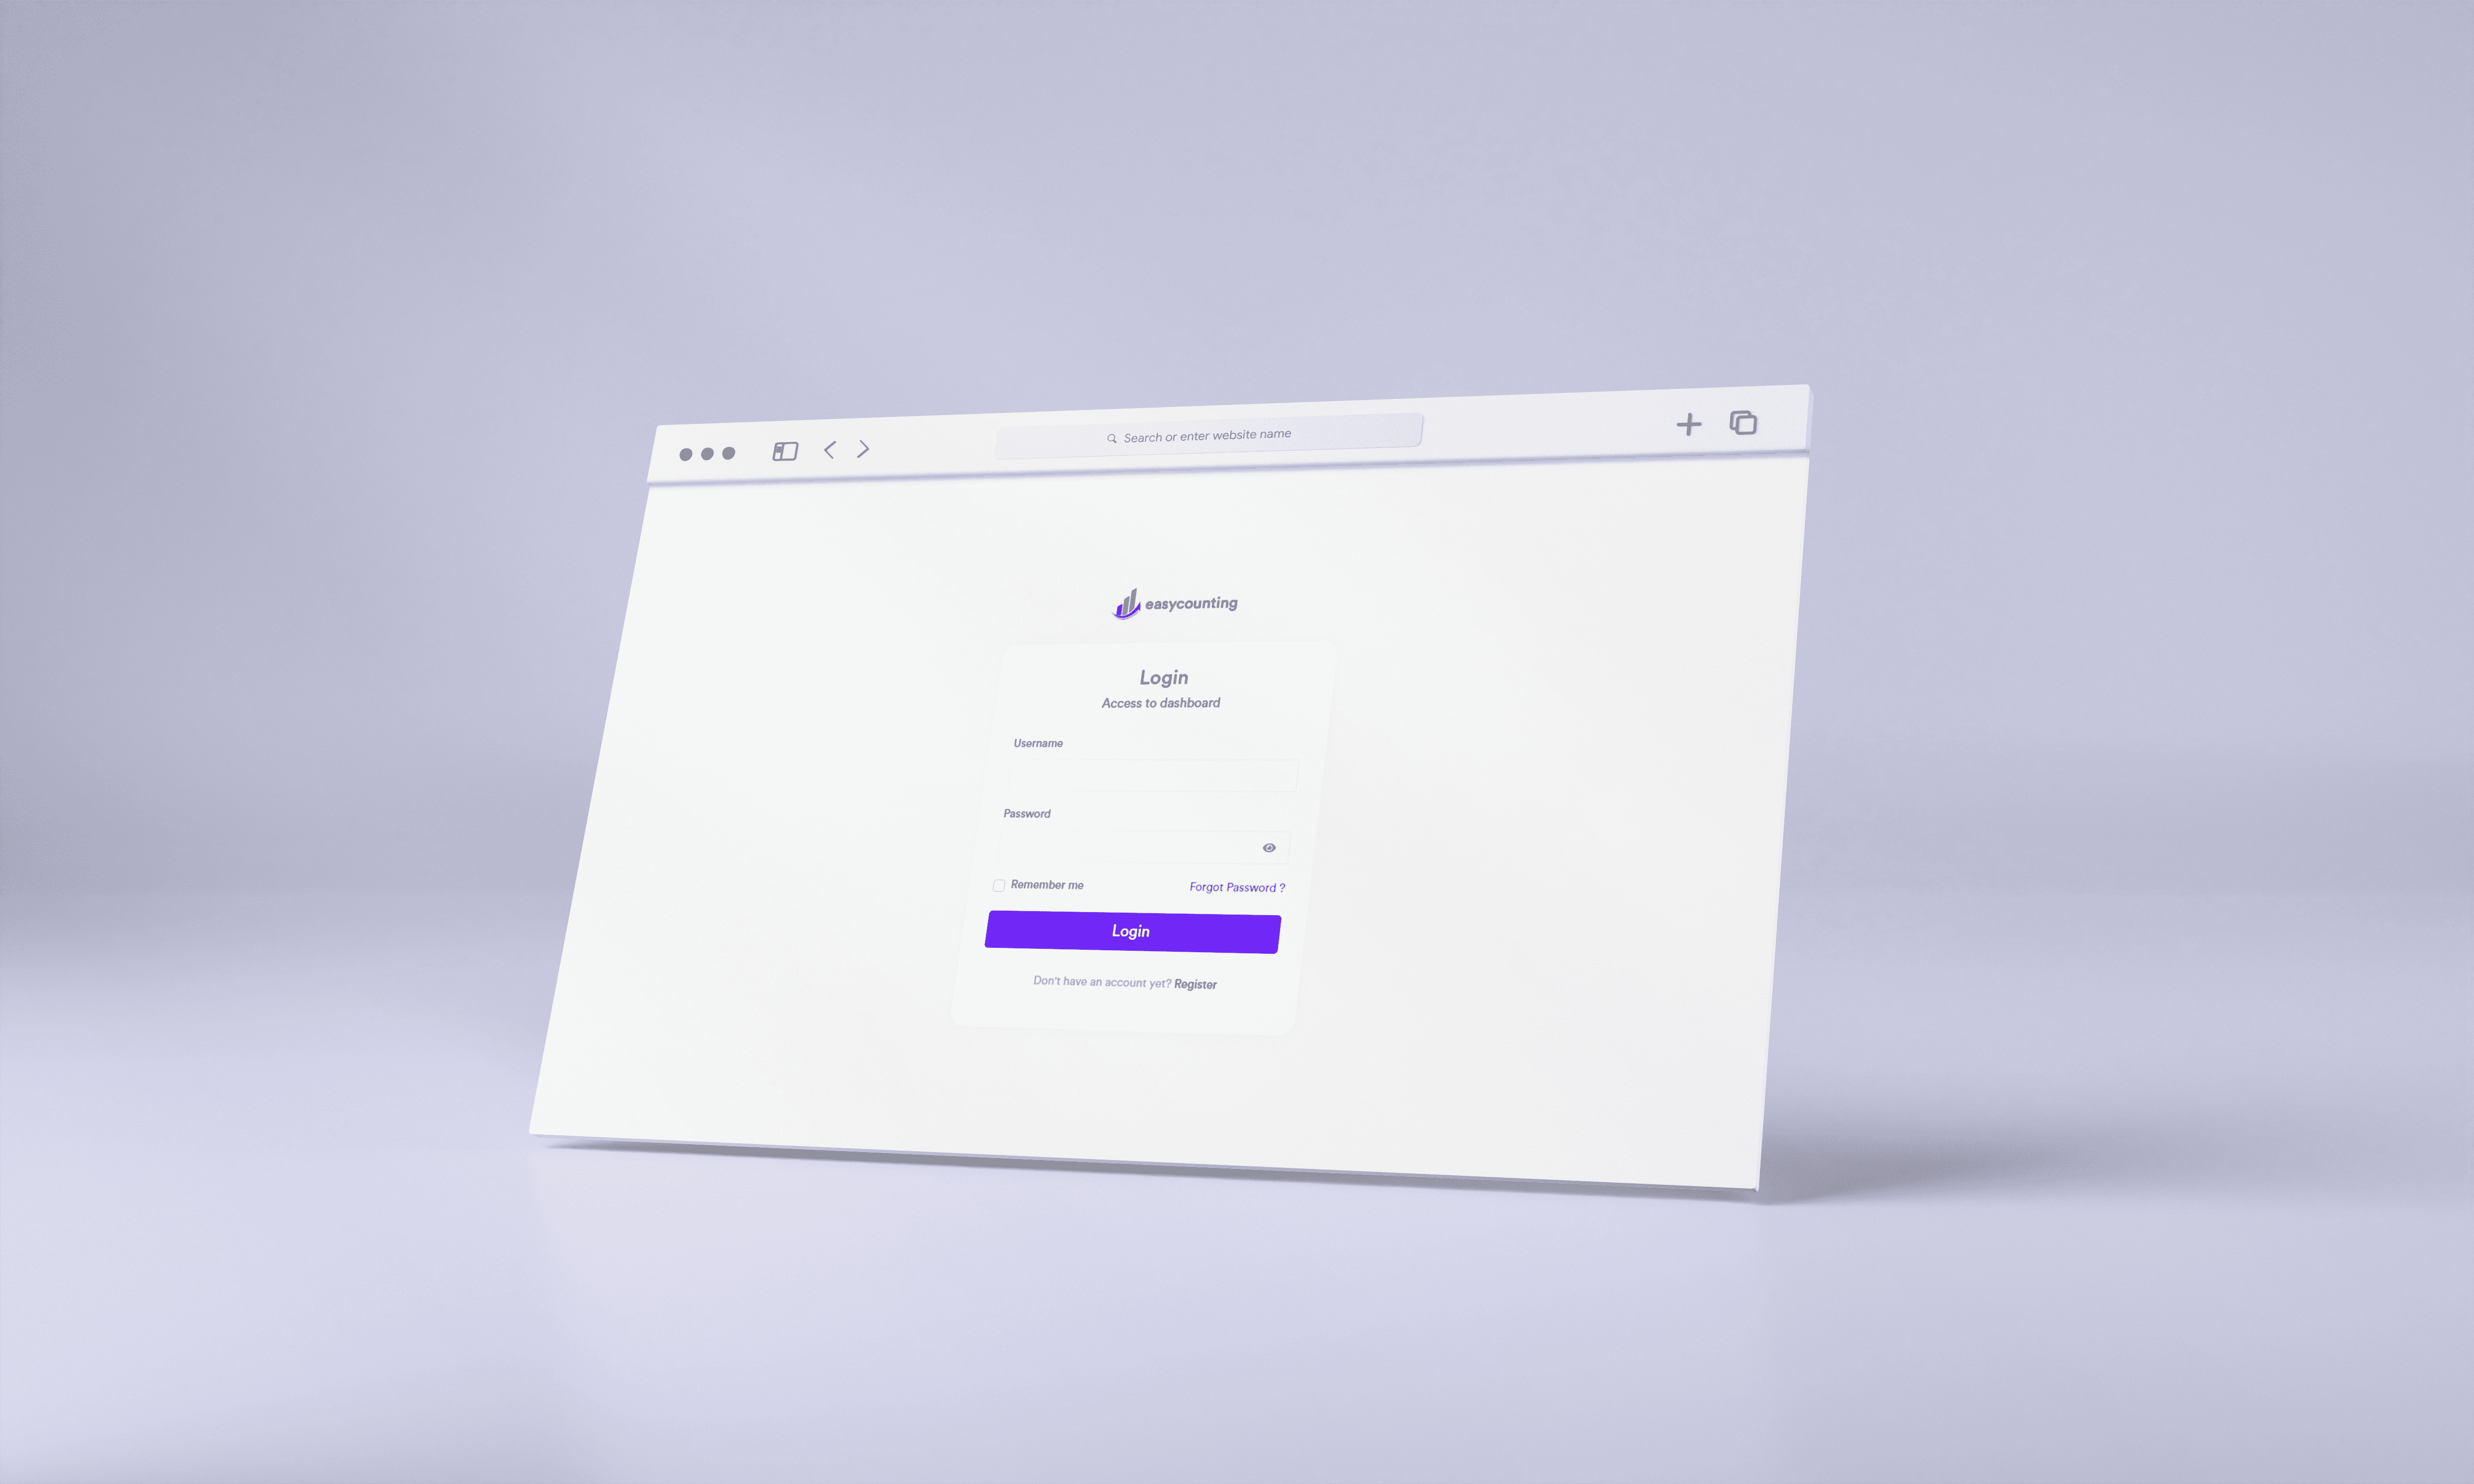 Search or enter website name
easycounting
Login
Access to dashboard
Username
Password
Remember me
Forgot Password ?
Login
Don't have an account yet? Register